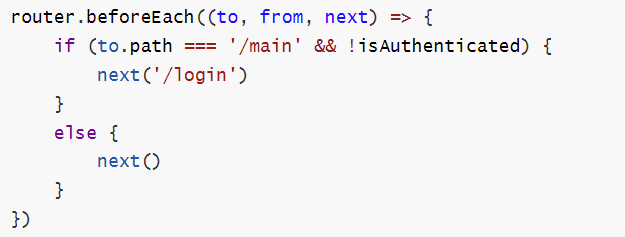 router.beforeEach((to, from, next) => {
    if (to.path === '/main' && !isAuthenticated) {
        next('/login')
    }
    else {
        next()
    }
})